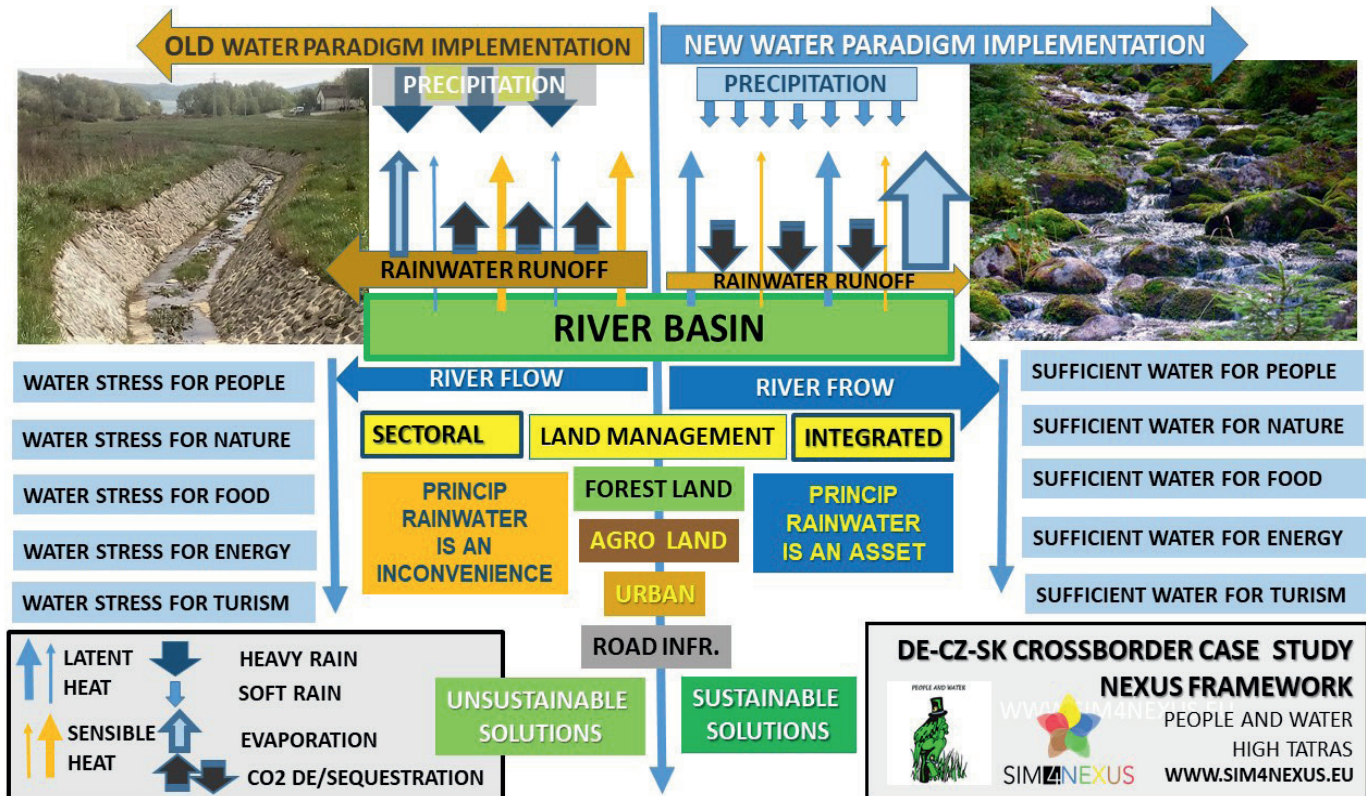 OLD WATER PARADIGM IMPLEMENTATION
NEW WATER PARADIGM IMPLEMENTATION
PRECIPITATION
PRECIPITATION
RAINWATER RUNOFF
RAINWATER RUNOFF
RIVER BASIN
RIVER FLOW
RIVER FROW
WATER STRESS FOR PEOPLE
WATER STRESS FOR NATURE
WATER STRESS FOR FOOD
WATER STRESS FOR ENERGY
WATER STRESS FOR TURISM
SECTORAL
LAND MANAGEMENT
INTEGRATED
PRINCIP
RAINWATER
IS AN
INCONVENIENCE
FOREST LAND
AGRO LAND
URBAN
ROAD INFR.
PRINCIP
RAINWATER
IS AN ASSET
SUFFICIENT WATER FOR PEOPLE
SUFFICIENT WATER FOR NATURE
SUFFICIENT WATER FOR FOOD
SUFFICIENT WATER FOR ENERGY
SUFFICIENT WATER FOR TURISM
UNSUSTAINABLE
SOLUTIONS
SUSTAINABLE
SOLUTIONS
LATENT
HEAT
SENSIBLE
HEAT
HEAVY RAIN
SOFT RAIN
EVAPORATION
CO2 DE/SEQUESTRATION
DE-CZ-SK CROSSBORDER CASE STUDY
NEXUS FRAMEWORK
PEOPLE AND WATER
WWW.SIM4NEXUS.EU
SIM4NEXUS
PEOPLE AND WATER
HIGH TATRAS
WWW.SIM4NEXUS.EU